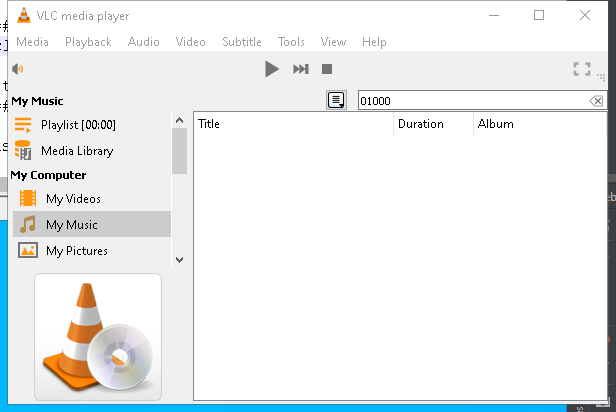 VLC media player
Media Playback Audio Video Subtitle Tools View Help
My Music
01000
Playlist [00:00]
Media Library
My Computer
My Videos
My Music
My Pictures
Title Duration Album